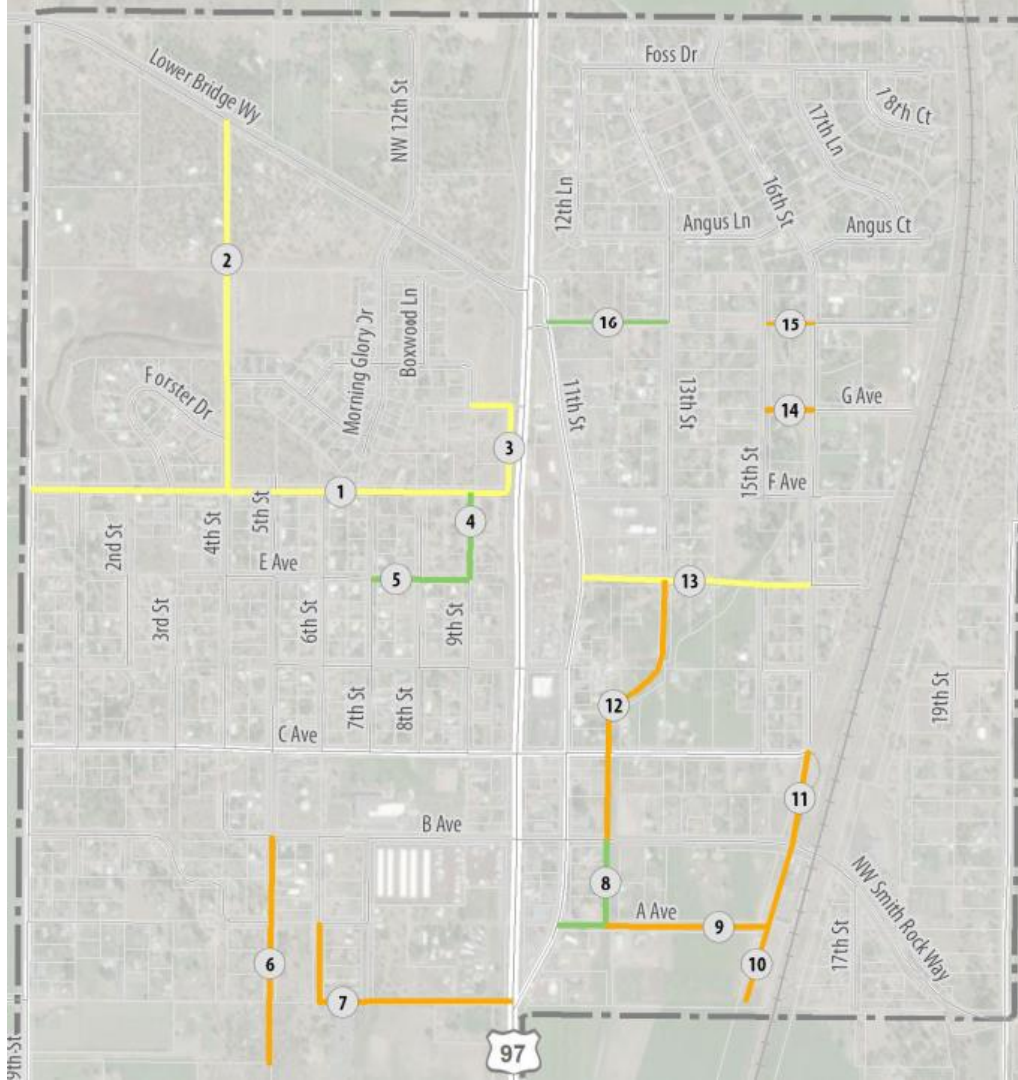 Foss Dr
Lower Bridge Wy
NW 12th St
18th Ct
17th Ln
16th St
12th Ln
Angus Ln
Angus Ct
2
Boxwood Ln
16
15
Morning Glory Dr
Forster Dr
11th St
13th St
14
G Ave
3
15th St
F Ave
1
5th St
4
4th St
2nd St
E Ave
5
13
3rd St
6th St
9th St
7th St
8th St
12
19th St
C Ave
11
B Ave
8
NW Smith Rock Way
A Ave
9
17th St
6
10
7
9th St
97